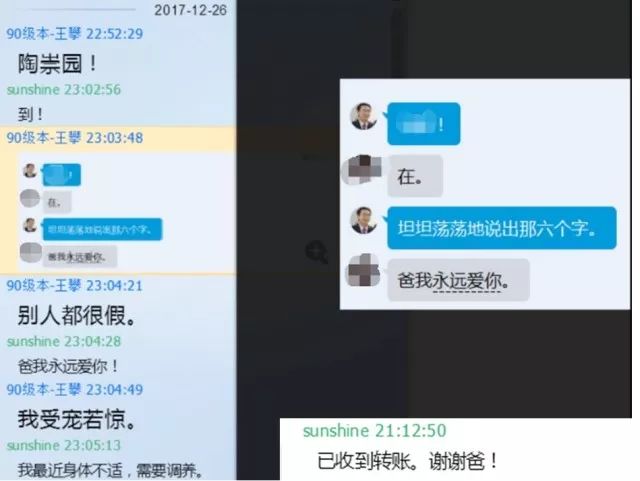 2017-12-26
90级本-王攀 22:52:29
陶崇园！
sunshine 23:02:56
到！
90级本-王攀 23:03:48
！
在。
坦坦荡荡地说出那六个字。
爸我永远爱你。
90级本-王攀 23:04:21
别人都很假。
sunshine 23:04:28
爸我永远爱你！
90级本-王攀 23:04:49
我受宠若惊。
sunshine 23:05:13
我最近身体不适，需要调养。
！
在。
坦坦荡荡地说出那六个字。
爸我永远爱你。
sunshine 21:12:50
已收到转账。谢谢爸！